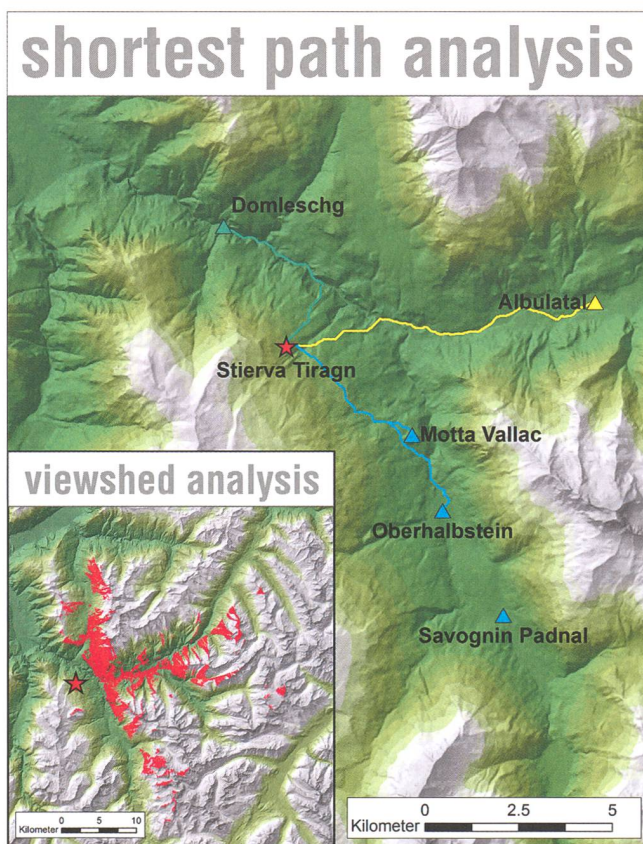 shortest path analysis
Domleschg
Albulatal
Stierva Tiragn
Motta Vallac
Oberhalbstein
Savognin Padnal
viewshed analysis
0 5 10
Kilometer
0 2.5 5
Kilometer